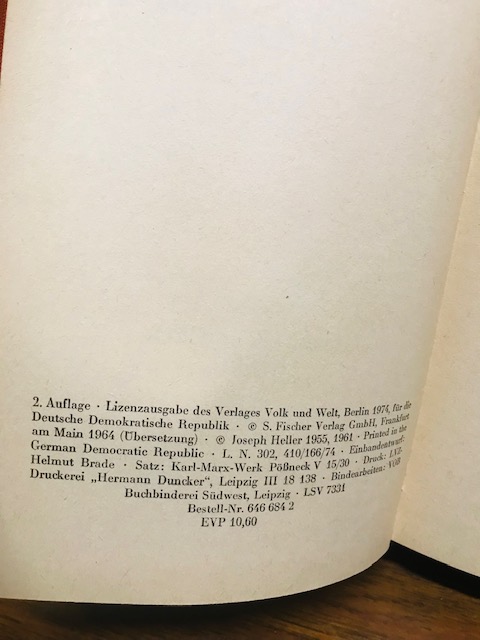 2. Auflage · Lizenzausgabe des Verlages Volk und Welt, Berlin 1974, für die
Deutsche Demokratische Republik · © S. Fischer Verlag GmbH, Frankfurt
am Main 1964 (Übersetzung) · © Joseph Heller 1955, 1961 · Printed in the
German Democratic Republic · L. N. 302, 410/166/74 · Einbandentwurf:
Helmut Brade · Satz: Karl-Marx-Werk Pößneck V 15/30 · Druck: LVZ-
Druckerei „Hermann Duncker", Leipzig III 18 138 · Bindearbeiten: VOB
Buchbinderei Südwest, Leipzig · LSV 7331
Bestell-Nr. 646 684 2
EVP 10,60